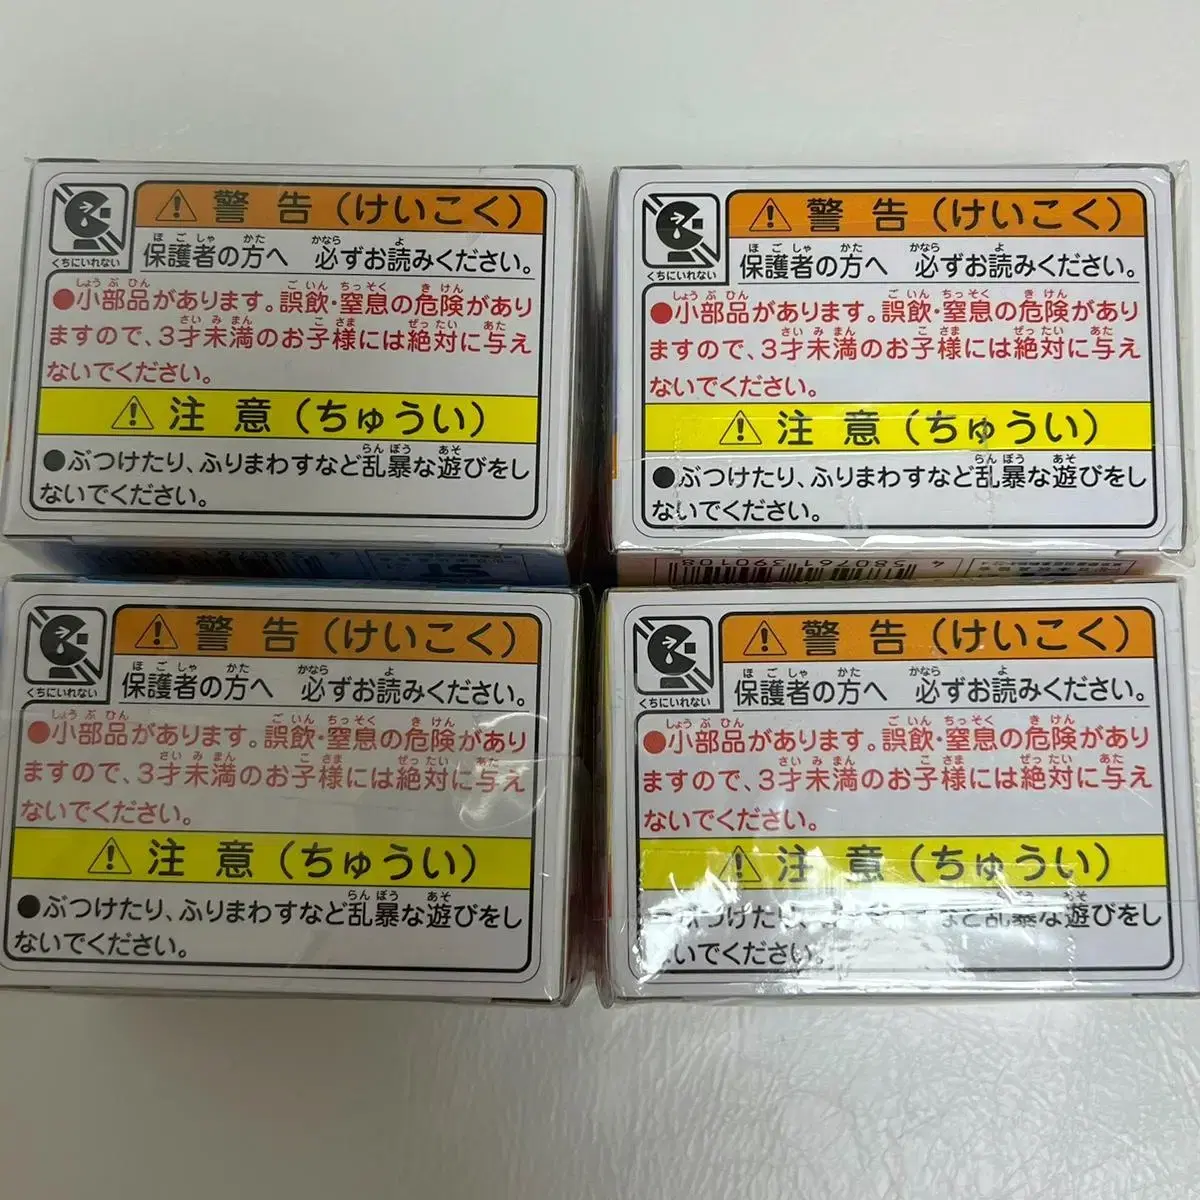 警告（けいこく）
くちにいれない
保護者の方へ 必ずお読みください。
●小部品があります。誤飲・窒息の危険があり
ますので、3才未満のお子様には絶対に与え
ないでください。
注意（ちゅうい）
●ぶつけたり、ふりまわすなど乱暴な遊びをし
ないでください。
警告（けいこく）
くちにいれない
保護者の方へ 必ずお読みください。
●小部品があります。誤飲・窒息の危険があり
ますので、3才未満のお子様には絶対に与え
ないでください。
注意（ちゅうい）
●ぶつけたり、ふりまわすなど乱暴な遊びをし
ないでください。
4 580761 390108
警告（けいこく）
くちにいれない
保護者の方へ 必ずお読みください。
●小部品があります。誤飲・窒息の危険があり
ますので、3才未満のお子様には絶対に与え
ないでください。
注意（ちゅうい）
●ぶつけたり、ふりまわすなど乱暴な遊びをし
ないでください。
警告（けいこく）
くちにいれない
保護者の方へ 必ずお読みください。
●小部品があります。誤飲・窒息の危険があり
ますので、3才未満のお子様には絶対に与え
ないでください。
注意（ちゅうい）
ぶつけたり、ふりまわすなど乱暴な遊びをし
ないでください。